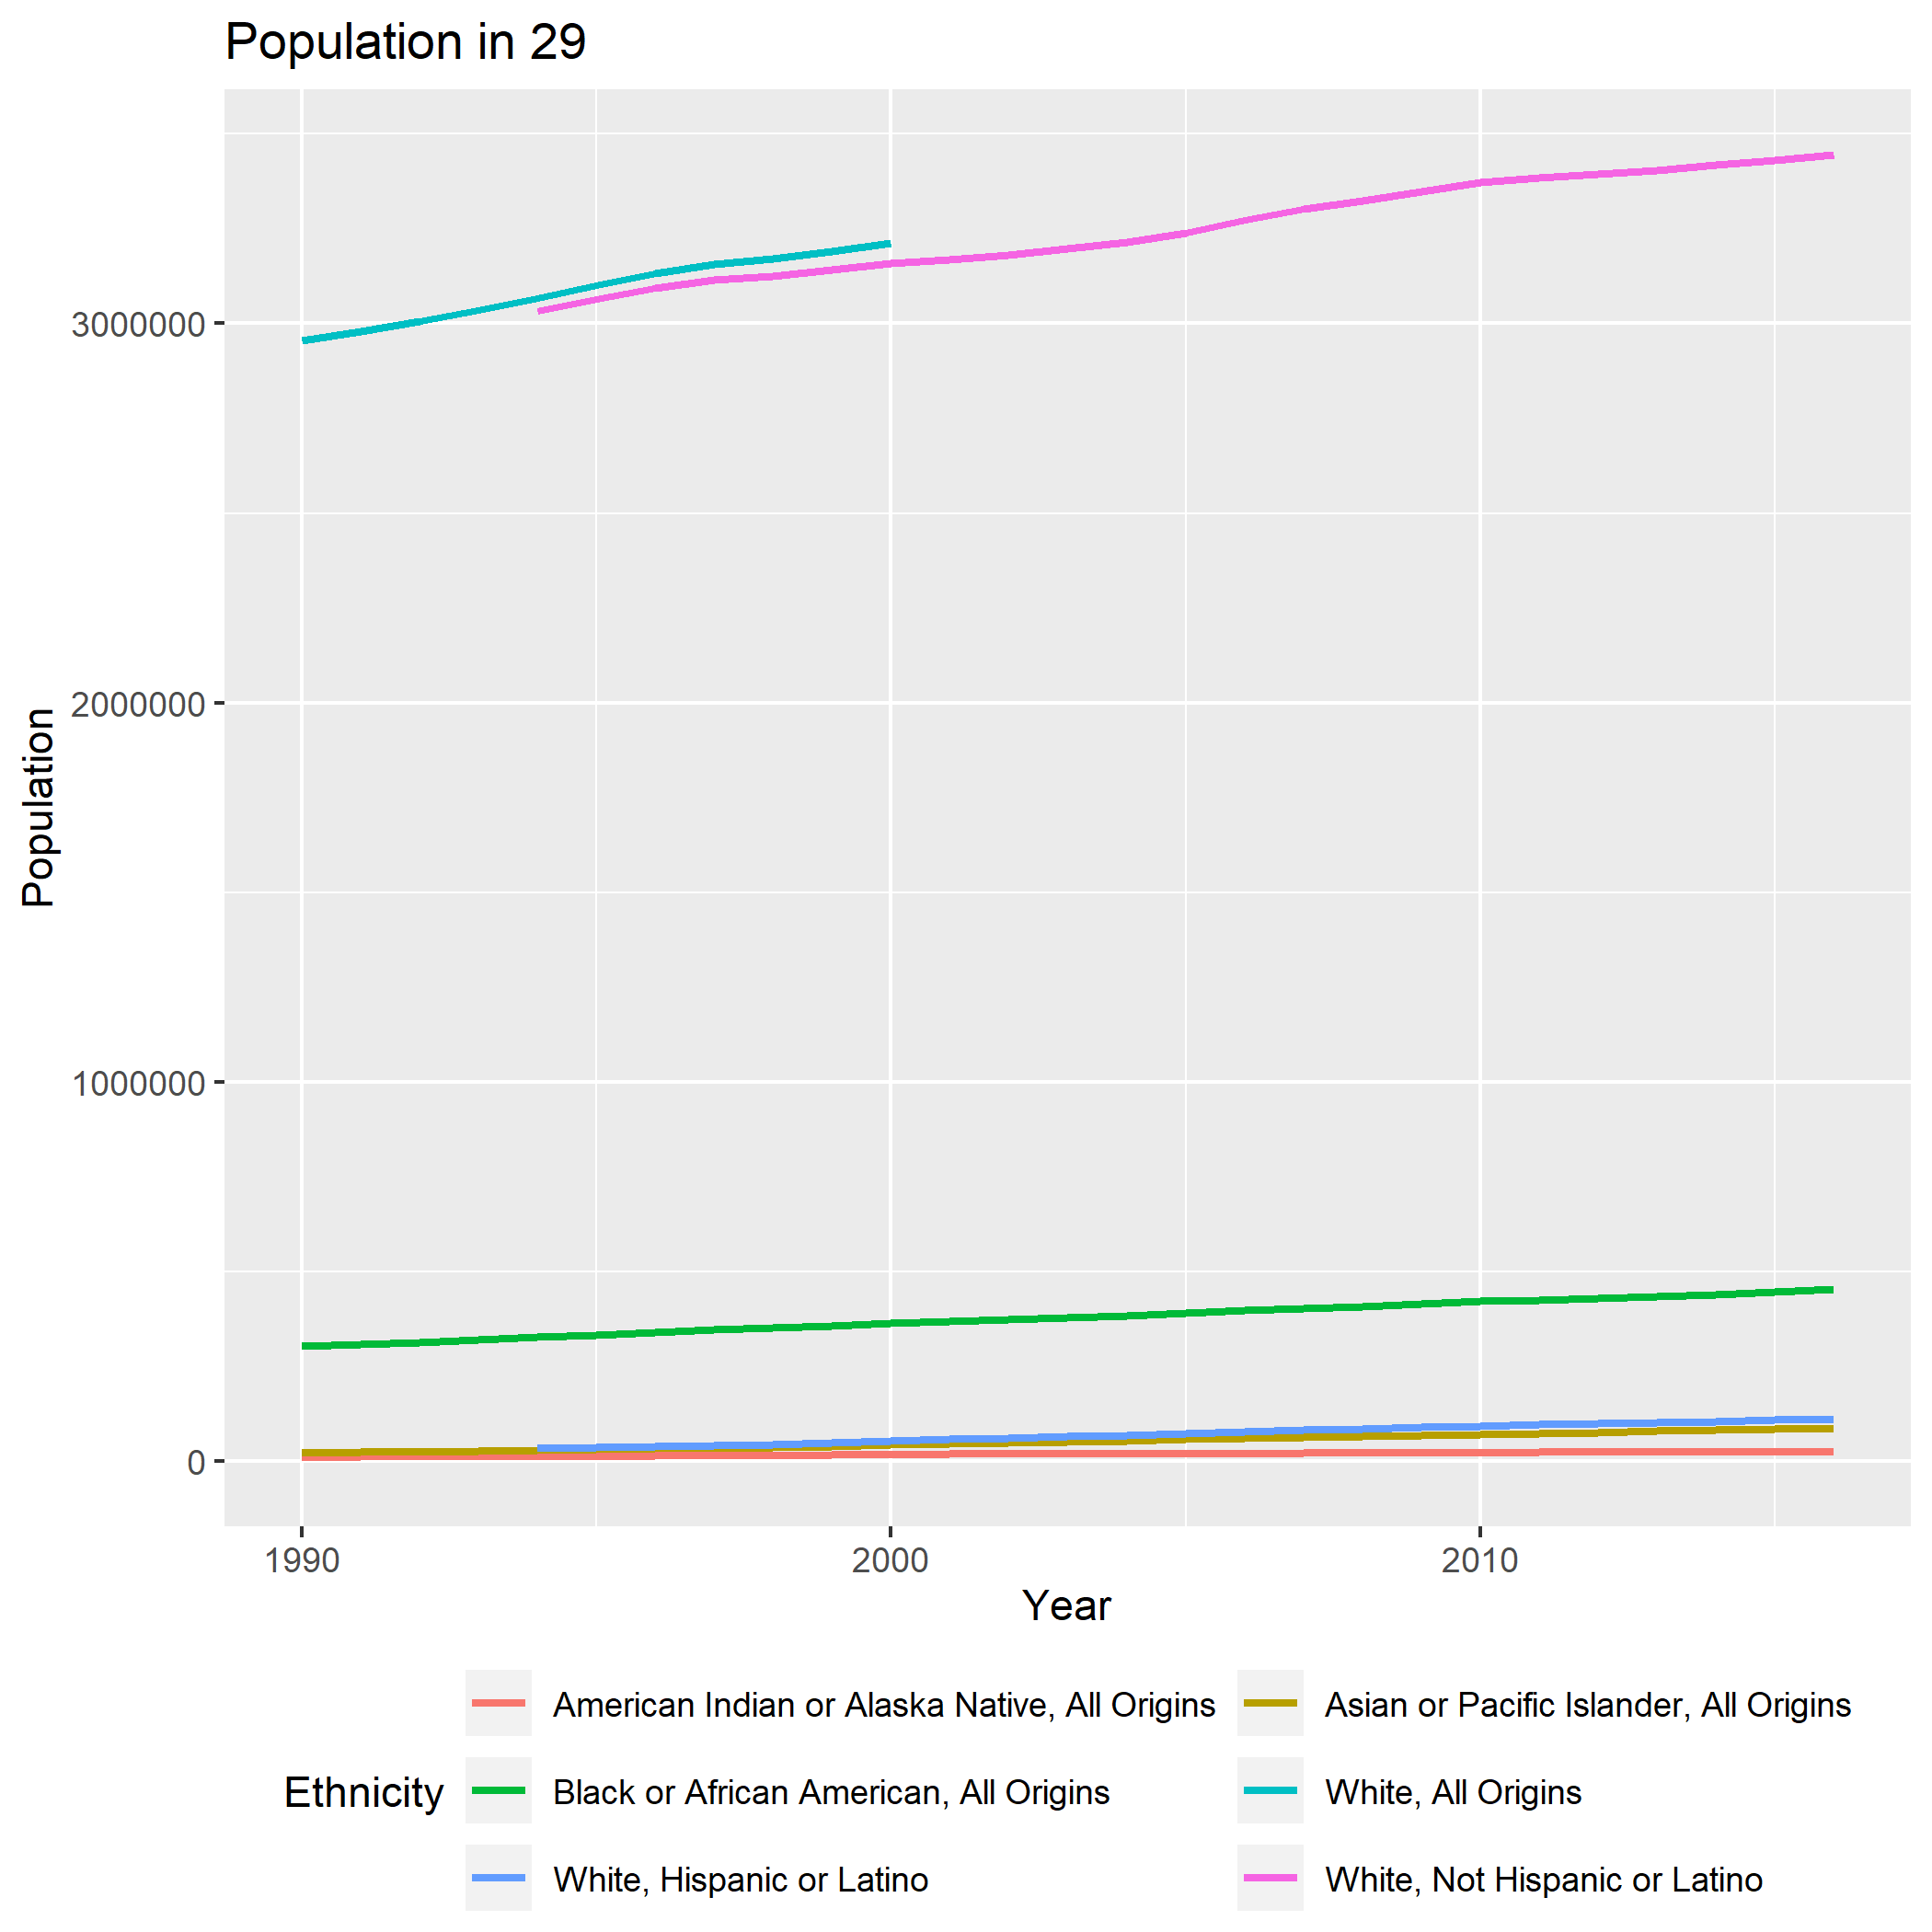 Population in 29
Population
3000000
2000000
1000000
0
1990 2000 2010
Year
Ethnicity
American Indian or Alaska Native, All Origins
Asian or Pacific Islander, All Origins
Black or African American, All Origins
White, All Origins
White, Hispanic or Latino
White, Not Hispanic or Latino